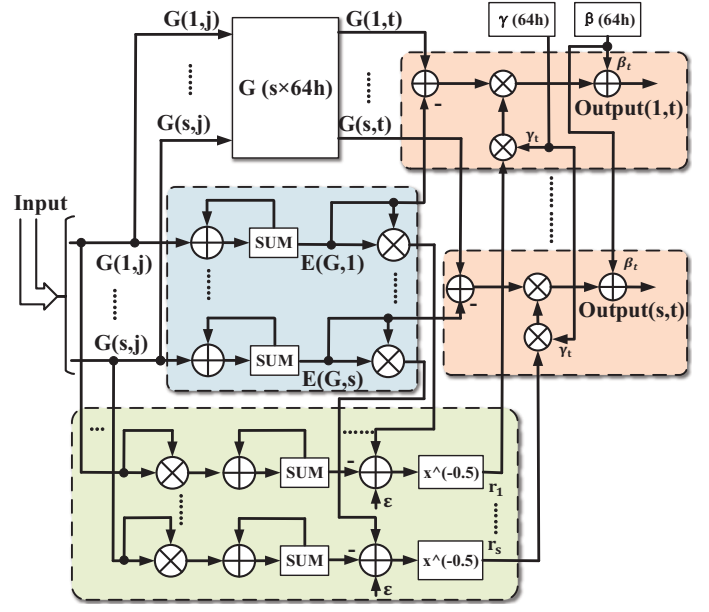 G(1,j)
G(1,t)
γ (64h)
β (64h)
G (s×64h)
β_t
Output(1,t)
G(s,j)
G(s,t)
-
γ_t
Input
G(1,j)
SUM
E(G,1)
G(s,j)
SUM
E(G,s)
-
β_t
Output(s,t)
γ_t
SUM
-
ε
x^(-0.5)
r_1
SUM
-
ε
x^(-0.5)
r_s